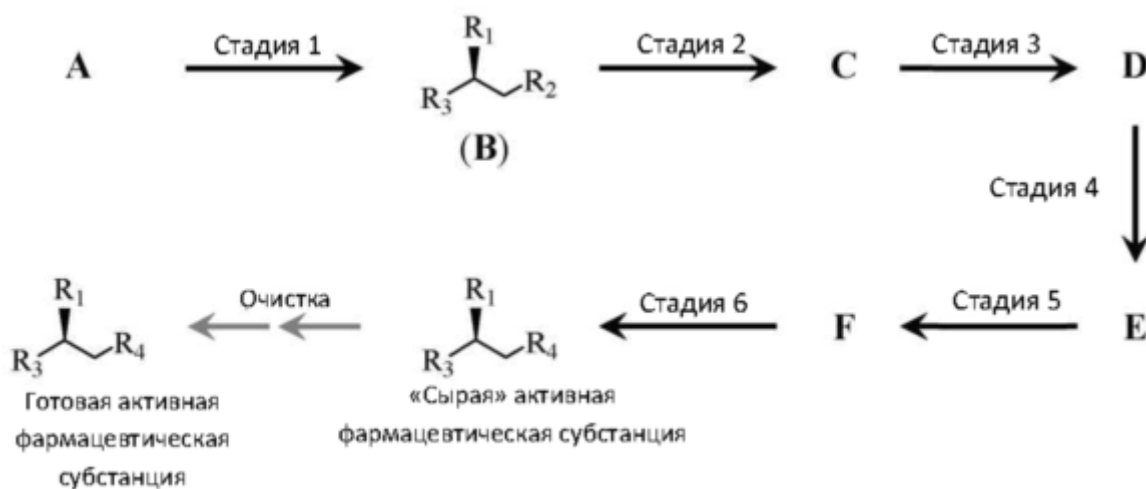 A
Стадия 1
R1
R3
R2
(B)
Стадия 2
C
Стадия 3
D
Стадия 4
E
Стадия 5
F
Стадия 6
R1
R3
R4
«Сырая» активная
фармацевтическая субстанция
Очистка
R1
R3
R4
Готовая активная
фармацевтическая
субстанция